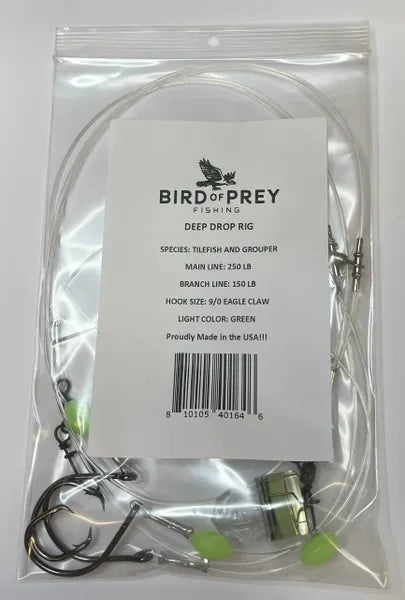 BIRD OF PREY
FISHING
DEEP DROP RIG
SPECIES: TILEFISH AND GROUPER
MAIN LINE: 250 LB
BRANCH LINE: 150 LB
HOOK SIZE: 9/0 EAGLE CLAW
LIGHT COLOR: GREEN
Proudly Made in the USA!!!
8 10105 40164 6